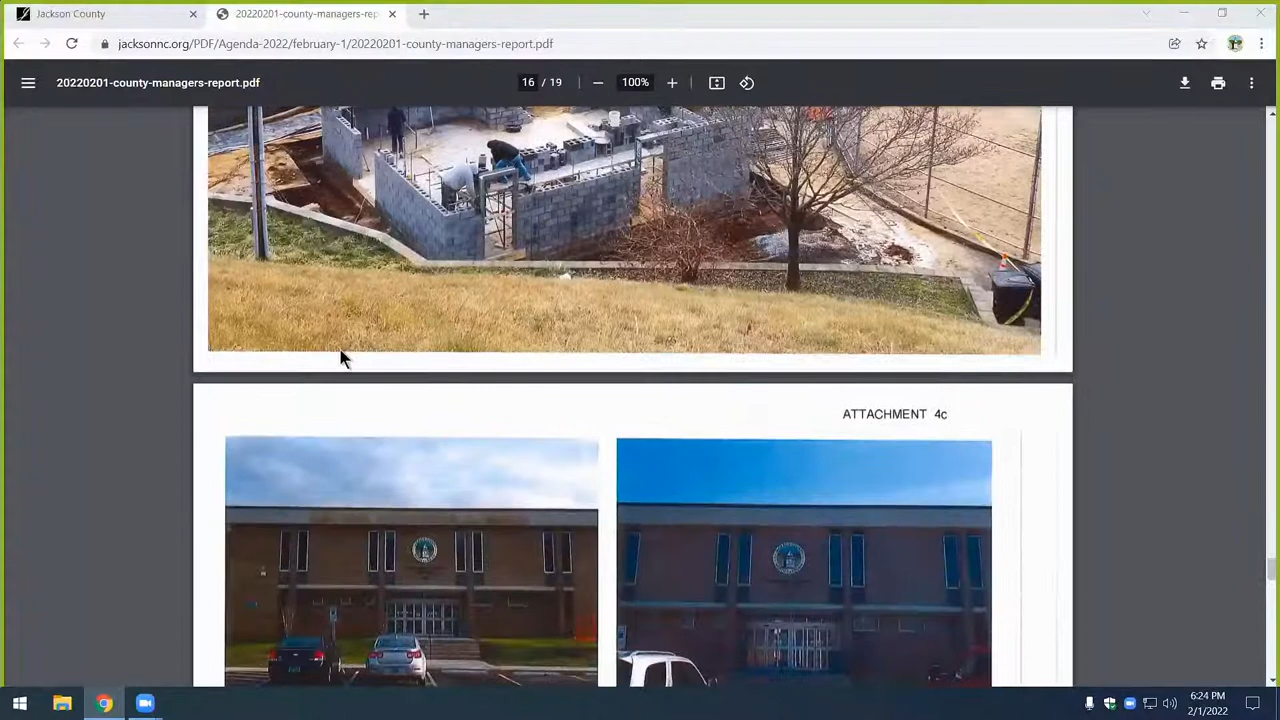 Jackson County
20220201-county-managers-rep
jacksonnc.org/PDF/Agenda-2022/february-1/20220201-county-managers-report.pdf
20220201-county-managers-report.pdf
16 / 19
100%
ATTACHMENT 4c
6:24 PM
2/1/2022